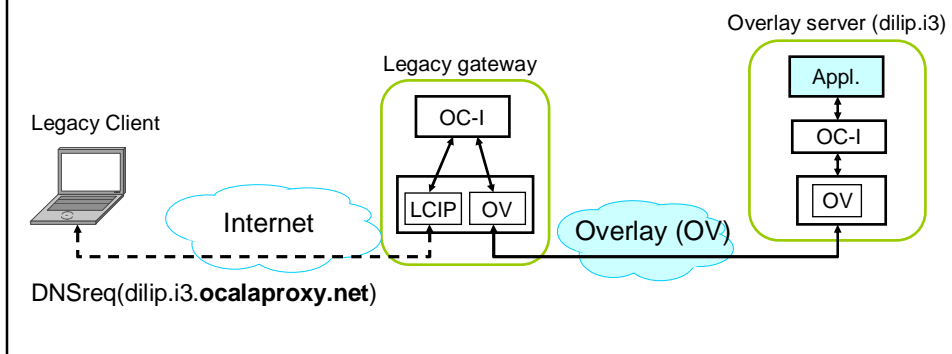 Overlay server (dilip.i3)
Legacy gateway
Appl.
Legacy Client
OC-I
OC-I
LCIP
OV
OV
Internet
Overlay (OV)
DNSreq(dilip.i3.ocalaproxy.net)